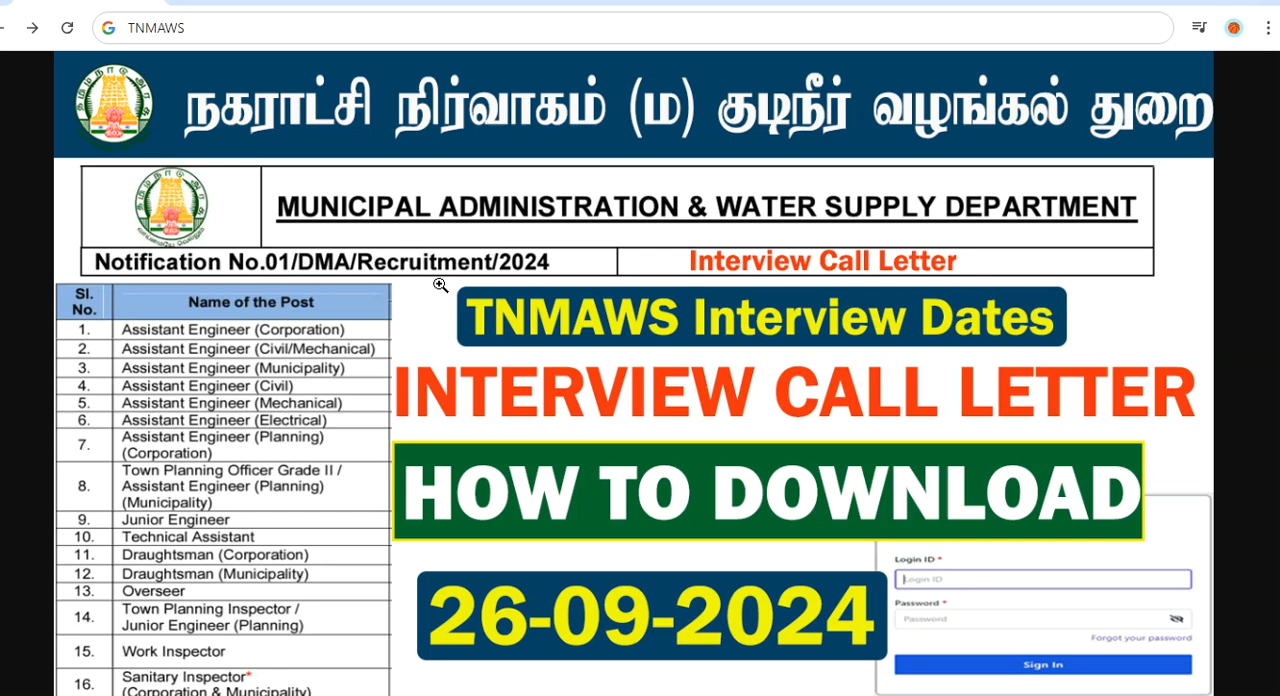 TNMAWS
நகராட்சி நிர்வாகம் (ம) குடிநீர் வழங்கல் துறை
MUNICIPAL ADMINISTRATION & WATER SUPPLY DEPARTMENT
Notification No.01/DMA/Recruitment/2024
Interview Call Letter
Sl. No. Name of the Post
1. Assistant Engineer (Corporation)
2. Assistant Engineer (Civil/Mechanical)
3. Assistant Engineer (Municipality)
4. Assistant Engineer (Civil)
5. Assistant Engineer (Mechanical)
6. Assistant Engineer (Electrical)
7. Assistant Engineer (Planning)
(Corporation)
8. Town Planning Officer Grade II /
Assistant Engineer (Planning)
(Municipality)
9. Junior Engineer
10. Technical Assistant
11. Draughtsman (Corporation)
12. Draughtsman (Municipality)
13. Overseer
14. Town Planning Inspector /
Junior Engineer (Planning)
15. Work Inspector
16. Sanitary Inspector*
(Corporation & Municipality)
TNMAWS Interview Dates
INTERVIEW CALL LETTER
HOW TO DOWNLOAD
26-09-2024
Login ID *
Login ID
Password *
Password
Forgot your password
Sign In